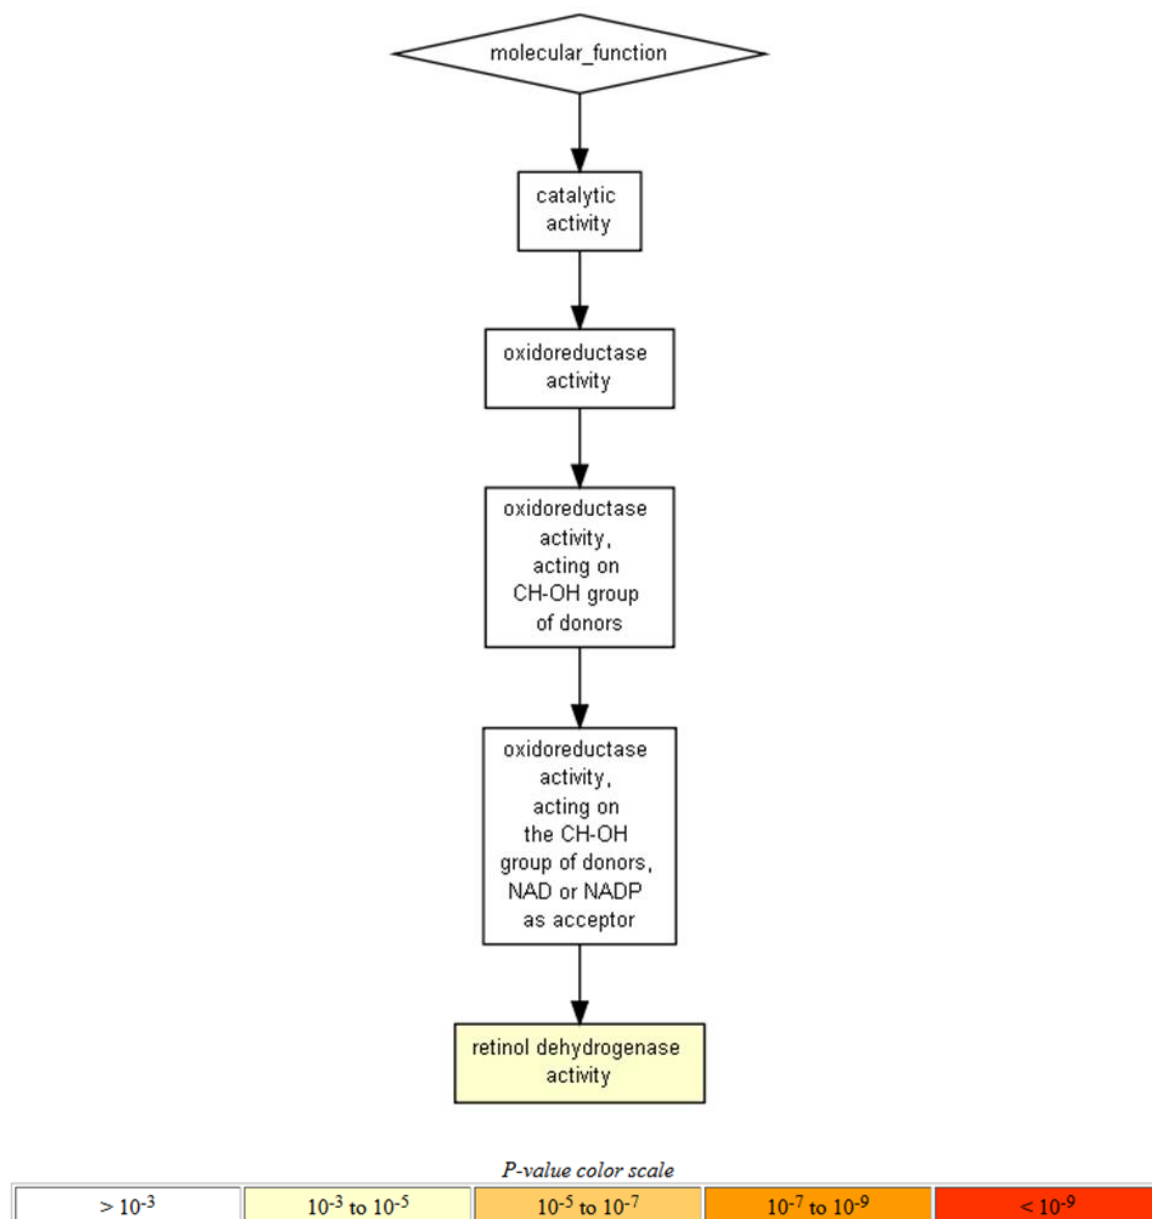 molecular_function
catalytic
activity
oxidoreductase
activity
oxidoreductase
activity,
acting on
CH-OH group
of donors
oxidoreductase
activity,
acting on
the CH-OH
group of donors,
NAD or NADP
as acceptor
retinol dehydrogenase
activity
P-value color scale
> 10⁻³ 10⁻³ to 10⁻⁵ 10⁻⁵ to 10⁻⁷ 10⁻⁷ to 10⁻⁹ < 10⁻⁹